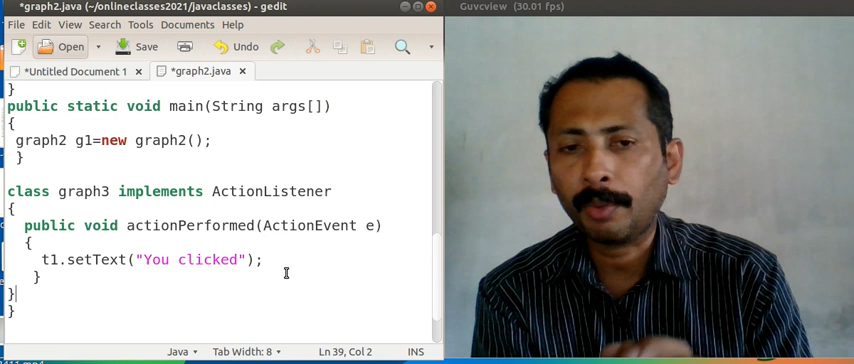 *graph2.java (~/onlineclasses2021/javaclasses) - gedit
Guvcview (30.01 fps)
File Edit View Search Tools Documents Help
Open Save Undo
*Untitled Document 1 *graph2.java
}
public static void main(String args[])
{
graph2 g1=new graph2();
}
class graph3 implements ActionListener
{
public void actionPerformed(ActionEvent e)
{
t1.setText("You clicked");
}
}
}
Java Tab Width: 8 Ln 39, Col 2 INS